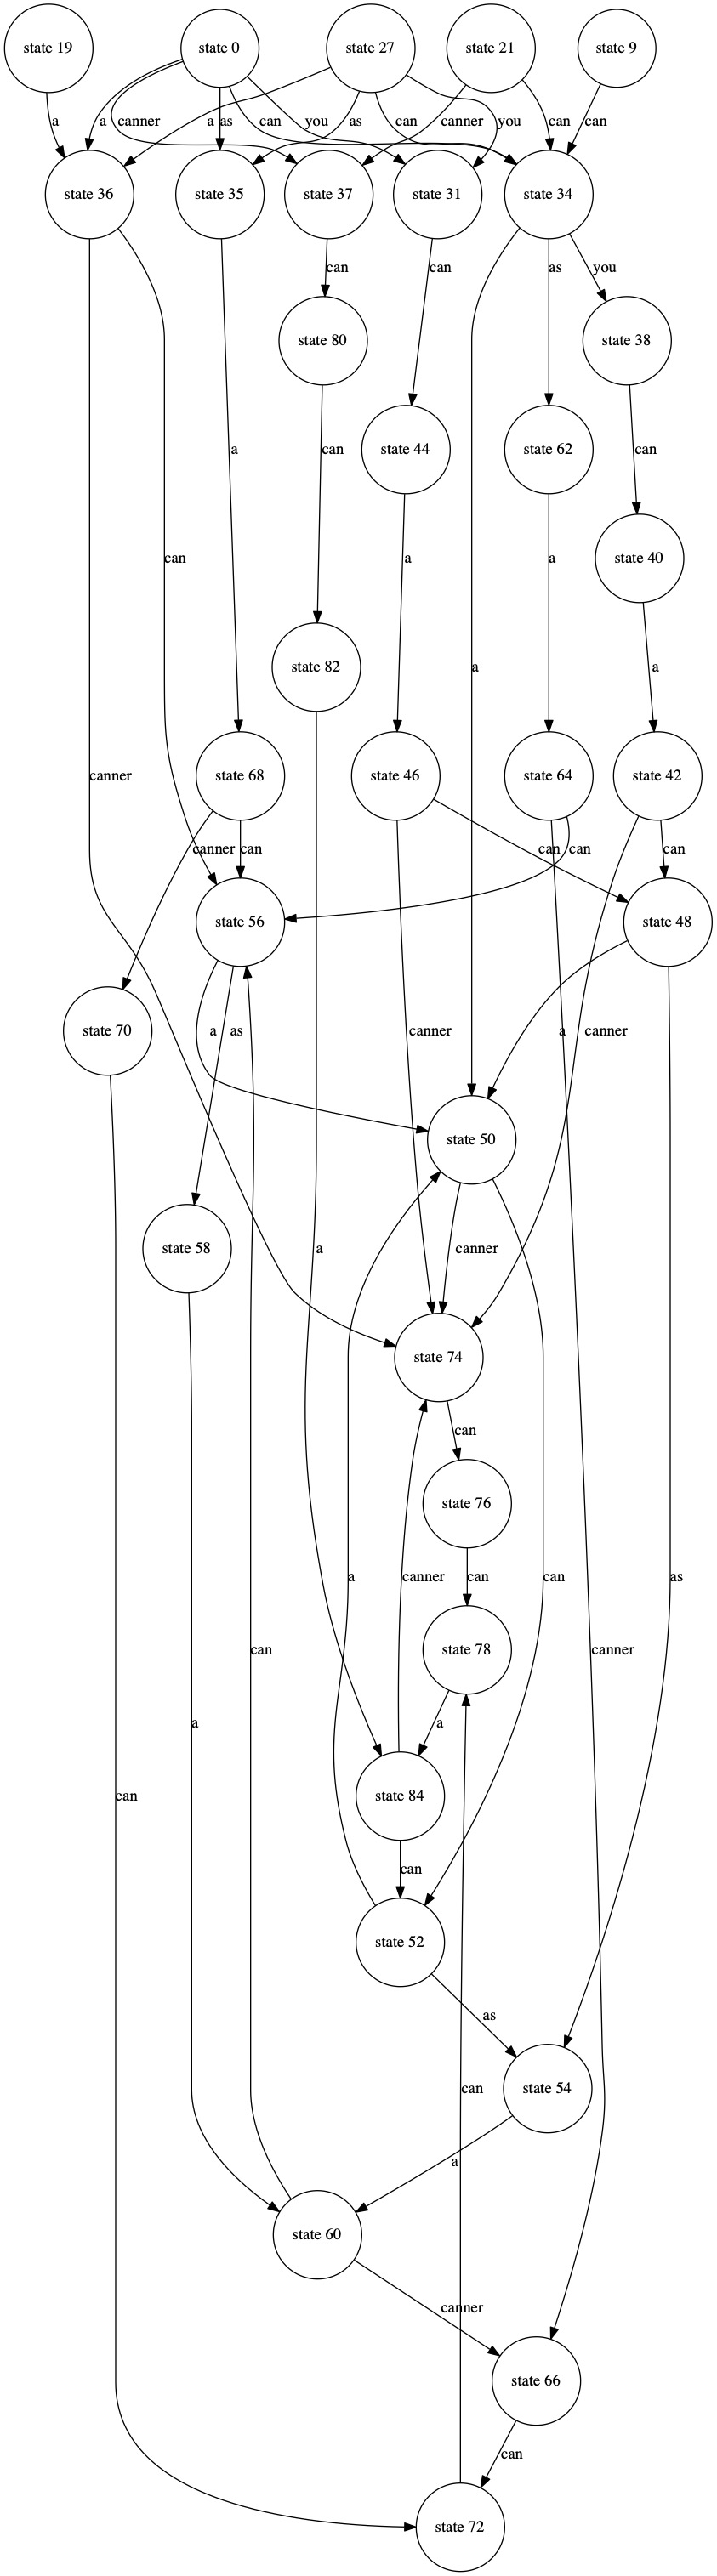 state 19 state 0 state 27 state 21 state 9
a a canner as can you a as can you canner can can
state 36 state 35 state 37 state 31 state 34
can can as you
state 80 state 38
a can state 44 state 62 can
can a a state 40
state 82 a a
canner state 68 state 46 state 64 state 42
canner can can can can
state 56 state 48
state 70 a as canner a canner
state 50
state 58 a canner
state 74
can
state 76
a canner can can as
can canner state 78
a a
can state 84
can
state 52
as
state 54
can a
state 60
canner
state 66
can
state 72